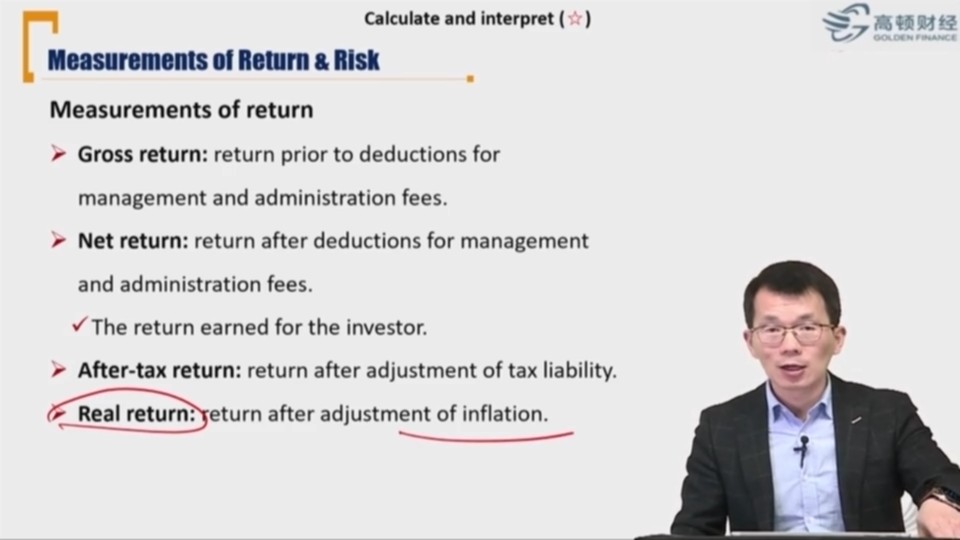 Calculate and interpret (☆)
高顿财经
GOLDEN FINANCE
Measurements of Return & Risk
Measurements of return
Gross return: return prior to deductions for
management and administration fees.
Net return: return after deductions for management
and administration fees.
The return earned for the investor.
After-tax return: return after adjustment of tax liability.
Real return: return after adjustment of inflation.